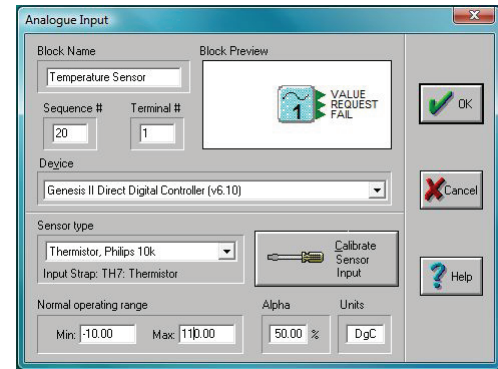 Analogue Input
Block Name
Block Preview
Temperature Sensor
Sequence #
Terminal #
20
1
1
VALUE
REQUEST
FAIL
Device
Genesis II Direct Digital Controller (v6.10)
Sensor type
Thermistor, Philips 10k
Input Strap: TH7: Thermistor
Calibrate
Sensor
Input
Normal operating range
Min: -10.00
Max: 110.00
Alpha
50.00 %
Units
DgC
OK
Cancel
Help